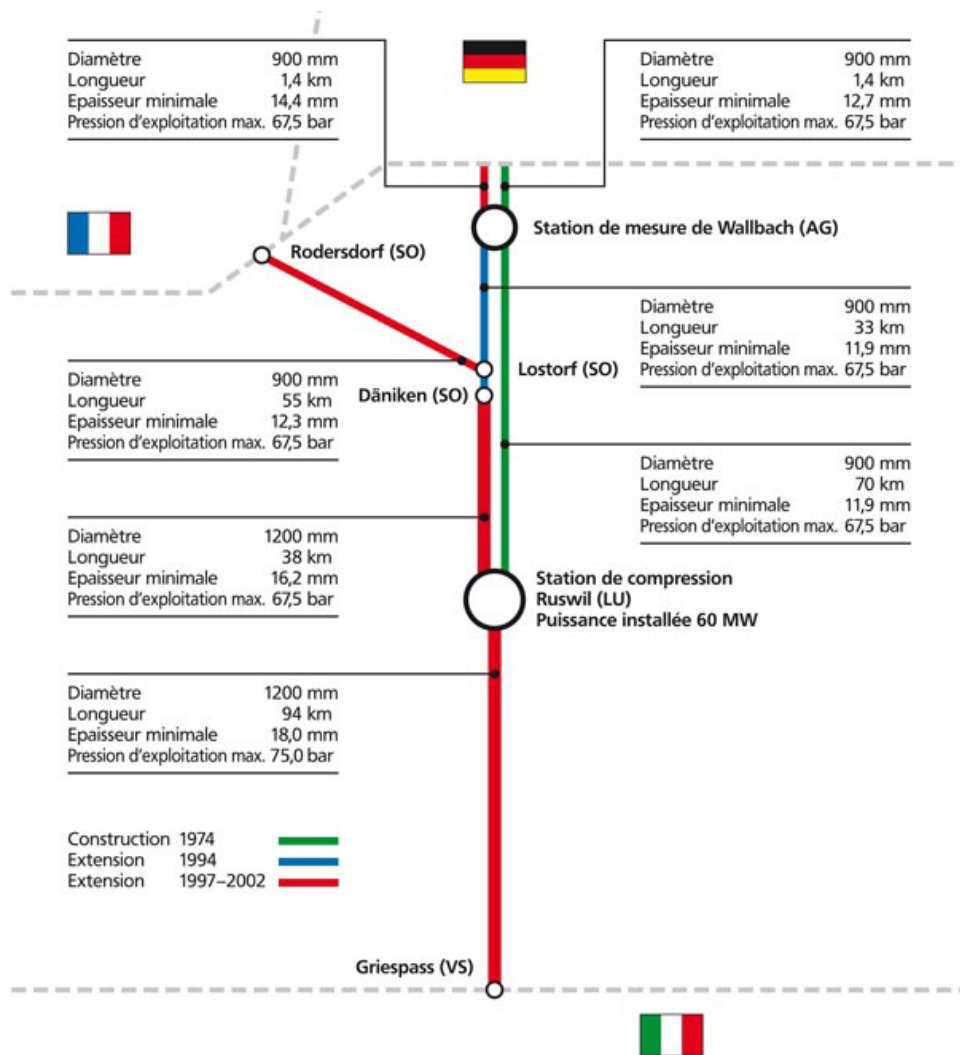 Diamètre 900 mm
Longueur 1,4 km
Epaisseur minimale 14,4 mm
Pression d'exploitation max. 67,5 bar
Diamètre 900 mm
Longueur 1,4 km
Epaisseur minimale 12,7 mm
Pression d'exploitation max. 67,5 bar
Station de mesure de Wallbach (AG)
Rodersdorf (SO)
Diamètre 900 mm
Longueur 33 km
Epaisseur minimale 11,9 mm
Pression d'exploitation max. 67,5 bar
Lostorf (SO)
Däniken (SO)
Diamètre 900 mm
Longueur 55 km
Epaisseur minimale 12,3 mm
Pression d'exploitation max. 67,5 bar
Diamètre 900 mm
Longueur 70 km
Epaisseur minimale 11,9 mm
Pression d'exploitation max. 67,5 bar
Diamètre 1200 mm
Longueur 38 km
Epaisseur minimale 16,2 mm
Pression d'exploitation max. 67,5 bar
Station de compression
Ruswil (LU)
Puissance installée 60 MW
Diamètre 1200 mm
Longueur 94 km
Epaisseur minimale 18,0 mm
Pression d'exploitation max. 75,0 bar
Construction 1974
Extension 1994
Extension 1997–2002
Griespass (VS)